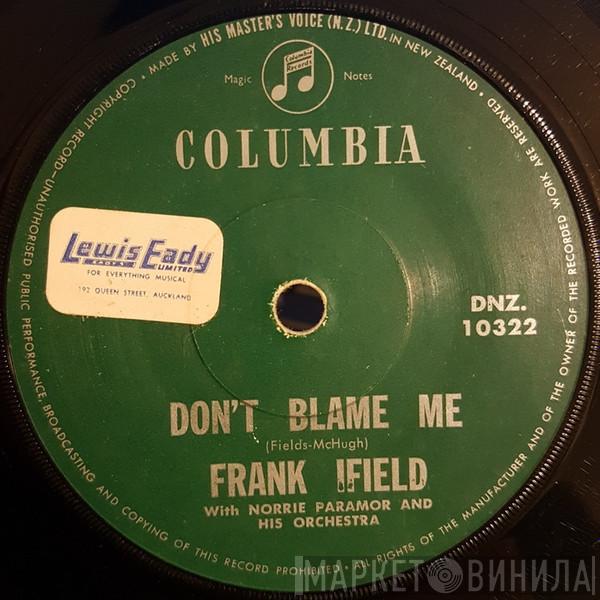 • MADE BY HIS MASTER'S VOICE (N.Z.) LTD. IN NEW ZEALAND •
Columbia
Records
Magic Notes
COLUMBIA
Lewis Eady
LIMITED
FOR EVERYTHING MUSICAL
192 QUEEN STREET, AUCKLAND
DNZ.
10322
DON'T BLAME ME
(Fields-McHugh)
FRANK IFIELD
With NORRIE PARAMOR AND
HIS ORCHESTRA
COPYRIGHT RECORD—UNAUTHORISED PUBLIC PERFORMANCE, BROADCASTING AND COPYING OF THIS RECORD PROHIBITED • ALL RIGHTS OF THE MANUFACTURER AND OF THE OWNER OF THE RECORDED WORK ARE RESERVED
МАРКЕТ ВИНИЛА